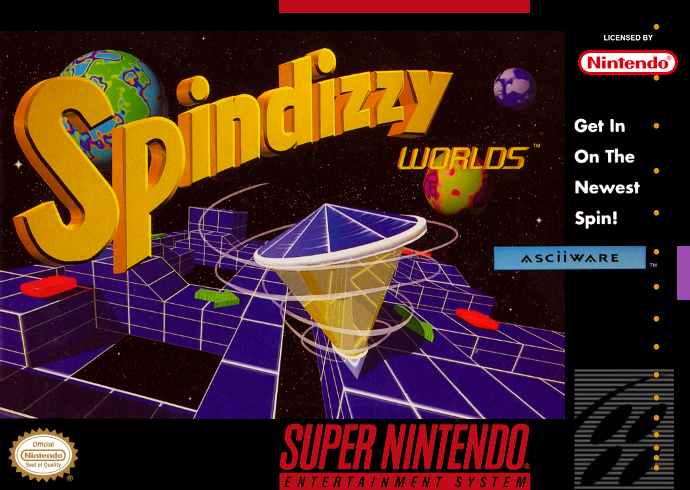 LICENSED BY
Nintendo®
Spindizzy
WORLDS™
Get In
On The
Newest
Spin!
ASCIIWARE™
Official
Nintendo
Seal of Quality
®
SUPER NINTENDO®
ENTERTAINMENT SYSTEM